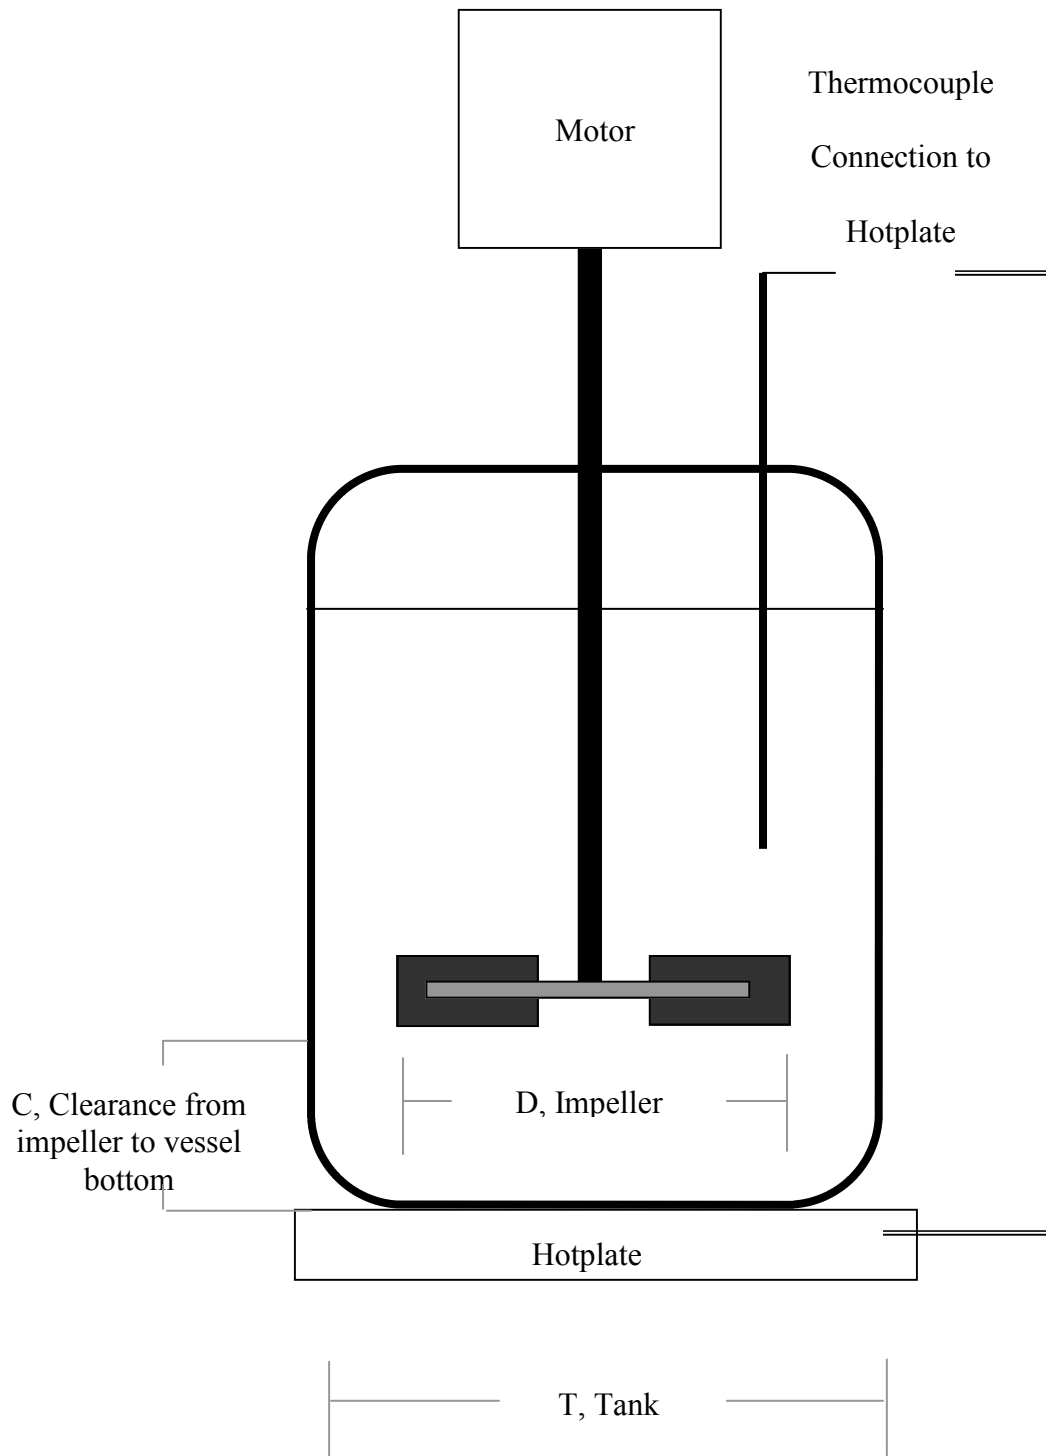 Motor
Thermocouple
Connection to
Hotplate
D, Impeller
C, Clearance from
impeller to vessel
bottom
Hotplate
T, Tank